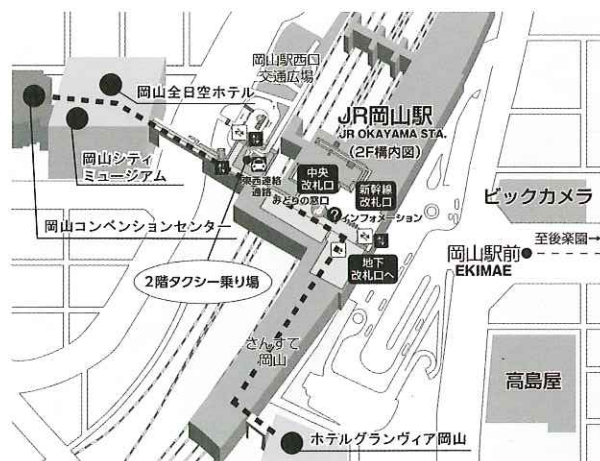 岡山駅西口
交通広場
岡山全日空ホテル
JR岡山駅
JR OKAYAMA STA.
(2F構内図)
岡山シティ
ミュージアム
東西連絡
通路
中央
改札口
新幹線
改札口
みどりの窓口
?インフォメーション
ビックカメラ
岡山コンベンションセンター
至後楽園→
岡山駅前
EKIMAE
地下
改札口へ
2階タクシー乗り場
さんすて
岡山
高島屋
ホテルグランヴィア岡山